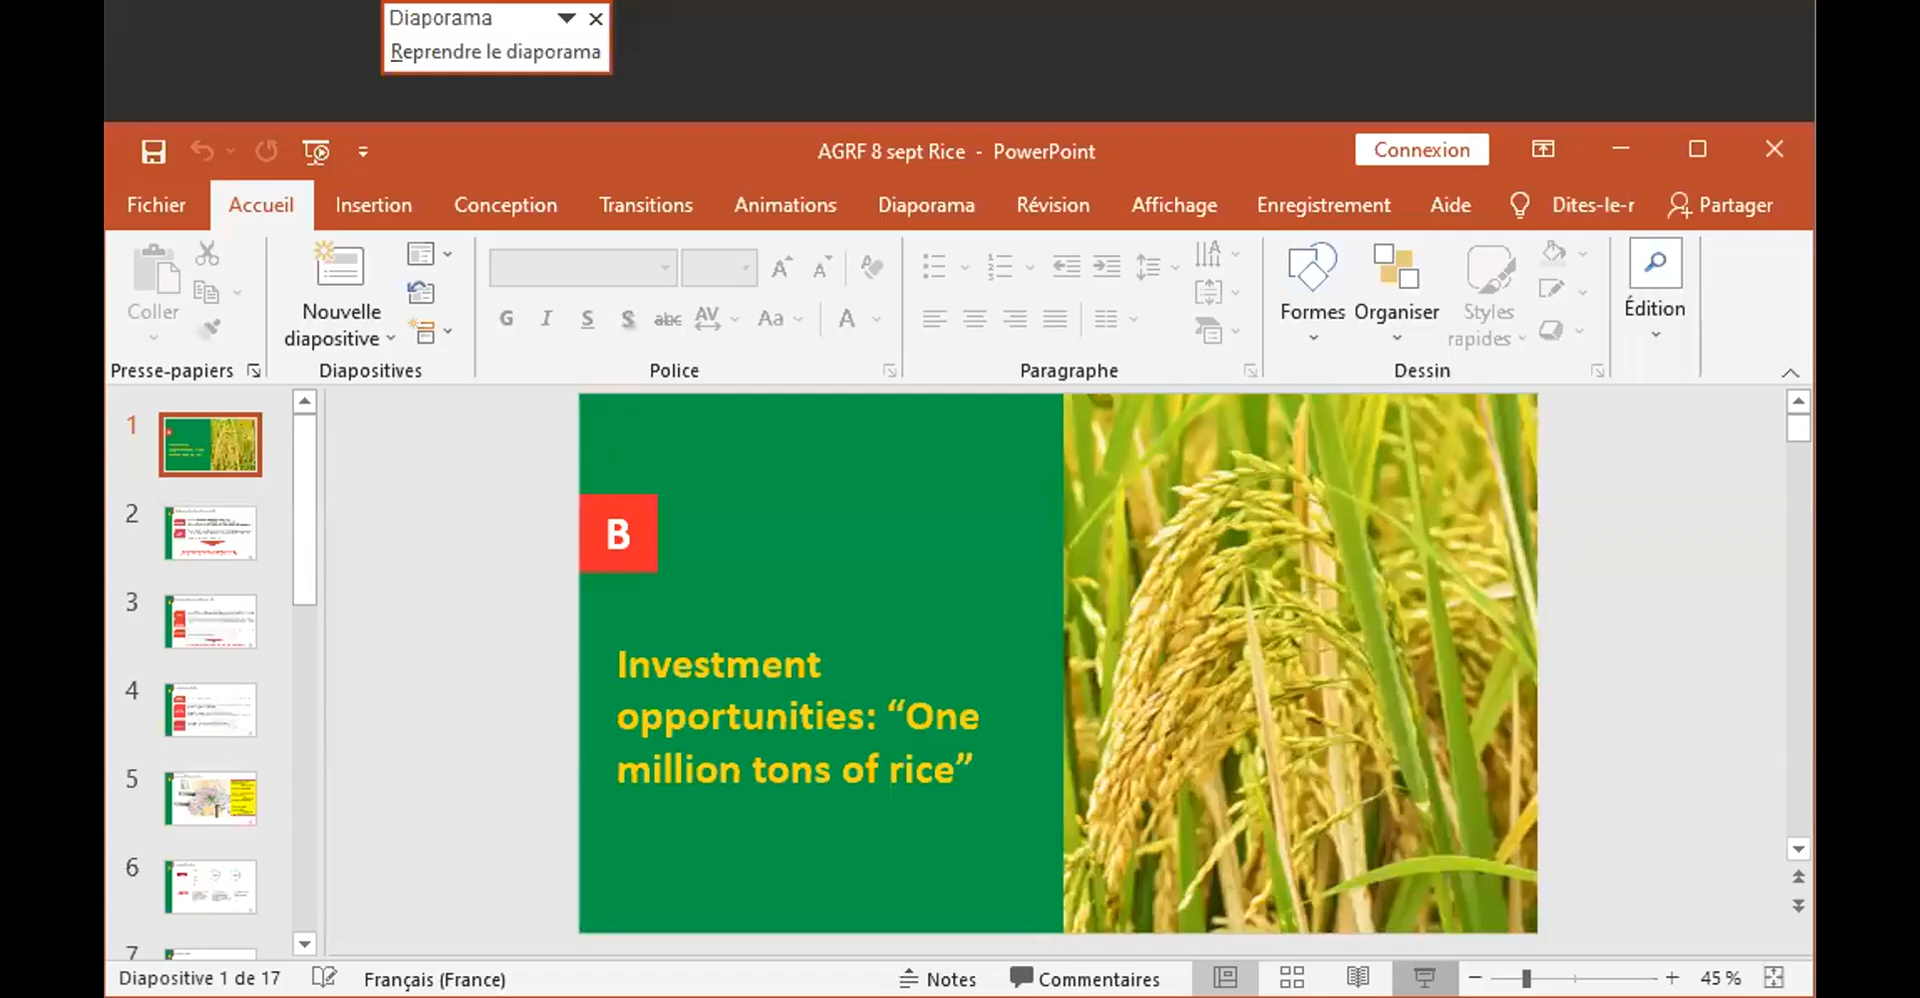 Diaporama
Reprendre le diaporama
AGRF 8 sept Rice - PowerPoint
Connexion
Fichier
Accueil
Insertion
Conception
Transitions
Animations
Diaporama
Révision
Affichage
Enregistrement
Aide
Dites-le-r
Partager
Coller
Nouvelle
diapositive
G I S S abc AV Aa A
Formes
Organiser
Styles
rapides
Édition
Presse-papiers
Diapositives
Police
Paragraphe
Dessin
1
2
3
4
5
6
7
B
Investment
opportunities: “One
million tons of rice”
Diapositive 1 de 17
Français (France)
Notes
Commentaires
45 %